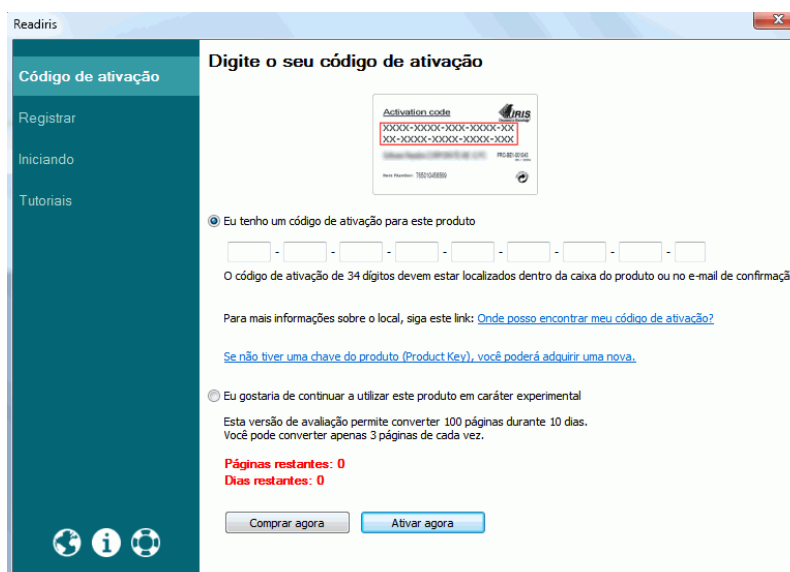 Readiris
Código de ativação
Registrar
Iniciando
Tutoriais
Digite o seu código de ativação
Activation code
IRIS
XXXX-XXXX-XXX-XXXX-XX
XX-XXXX-XXXX-XXXX-XXX
Eu tenho um código de ativação para este produto
- - - - - - - -
O código de ativação de 34 dígitos devem estar localizados dentro da caixa do produto ou no e-mail de confirmaçã
Para mais informações sobre o local, siga este link: Onde posso encontrar meu código de ativação?
Se não tiver uma chave do produto (Product Key), você poderá adquirir uma nova.
Eu gostaria de continuar a utilizar este produto em caráter experimental
Esta versão de avaliação permite converter 100 páginas durante 10 dias.
Você pode converter apenas 3 páginas de cada vez.
Páginas restantes: 0
Dias restantes: 0
Comprar agora
Ativar agora